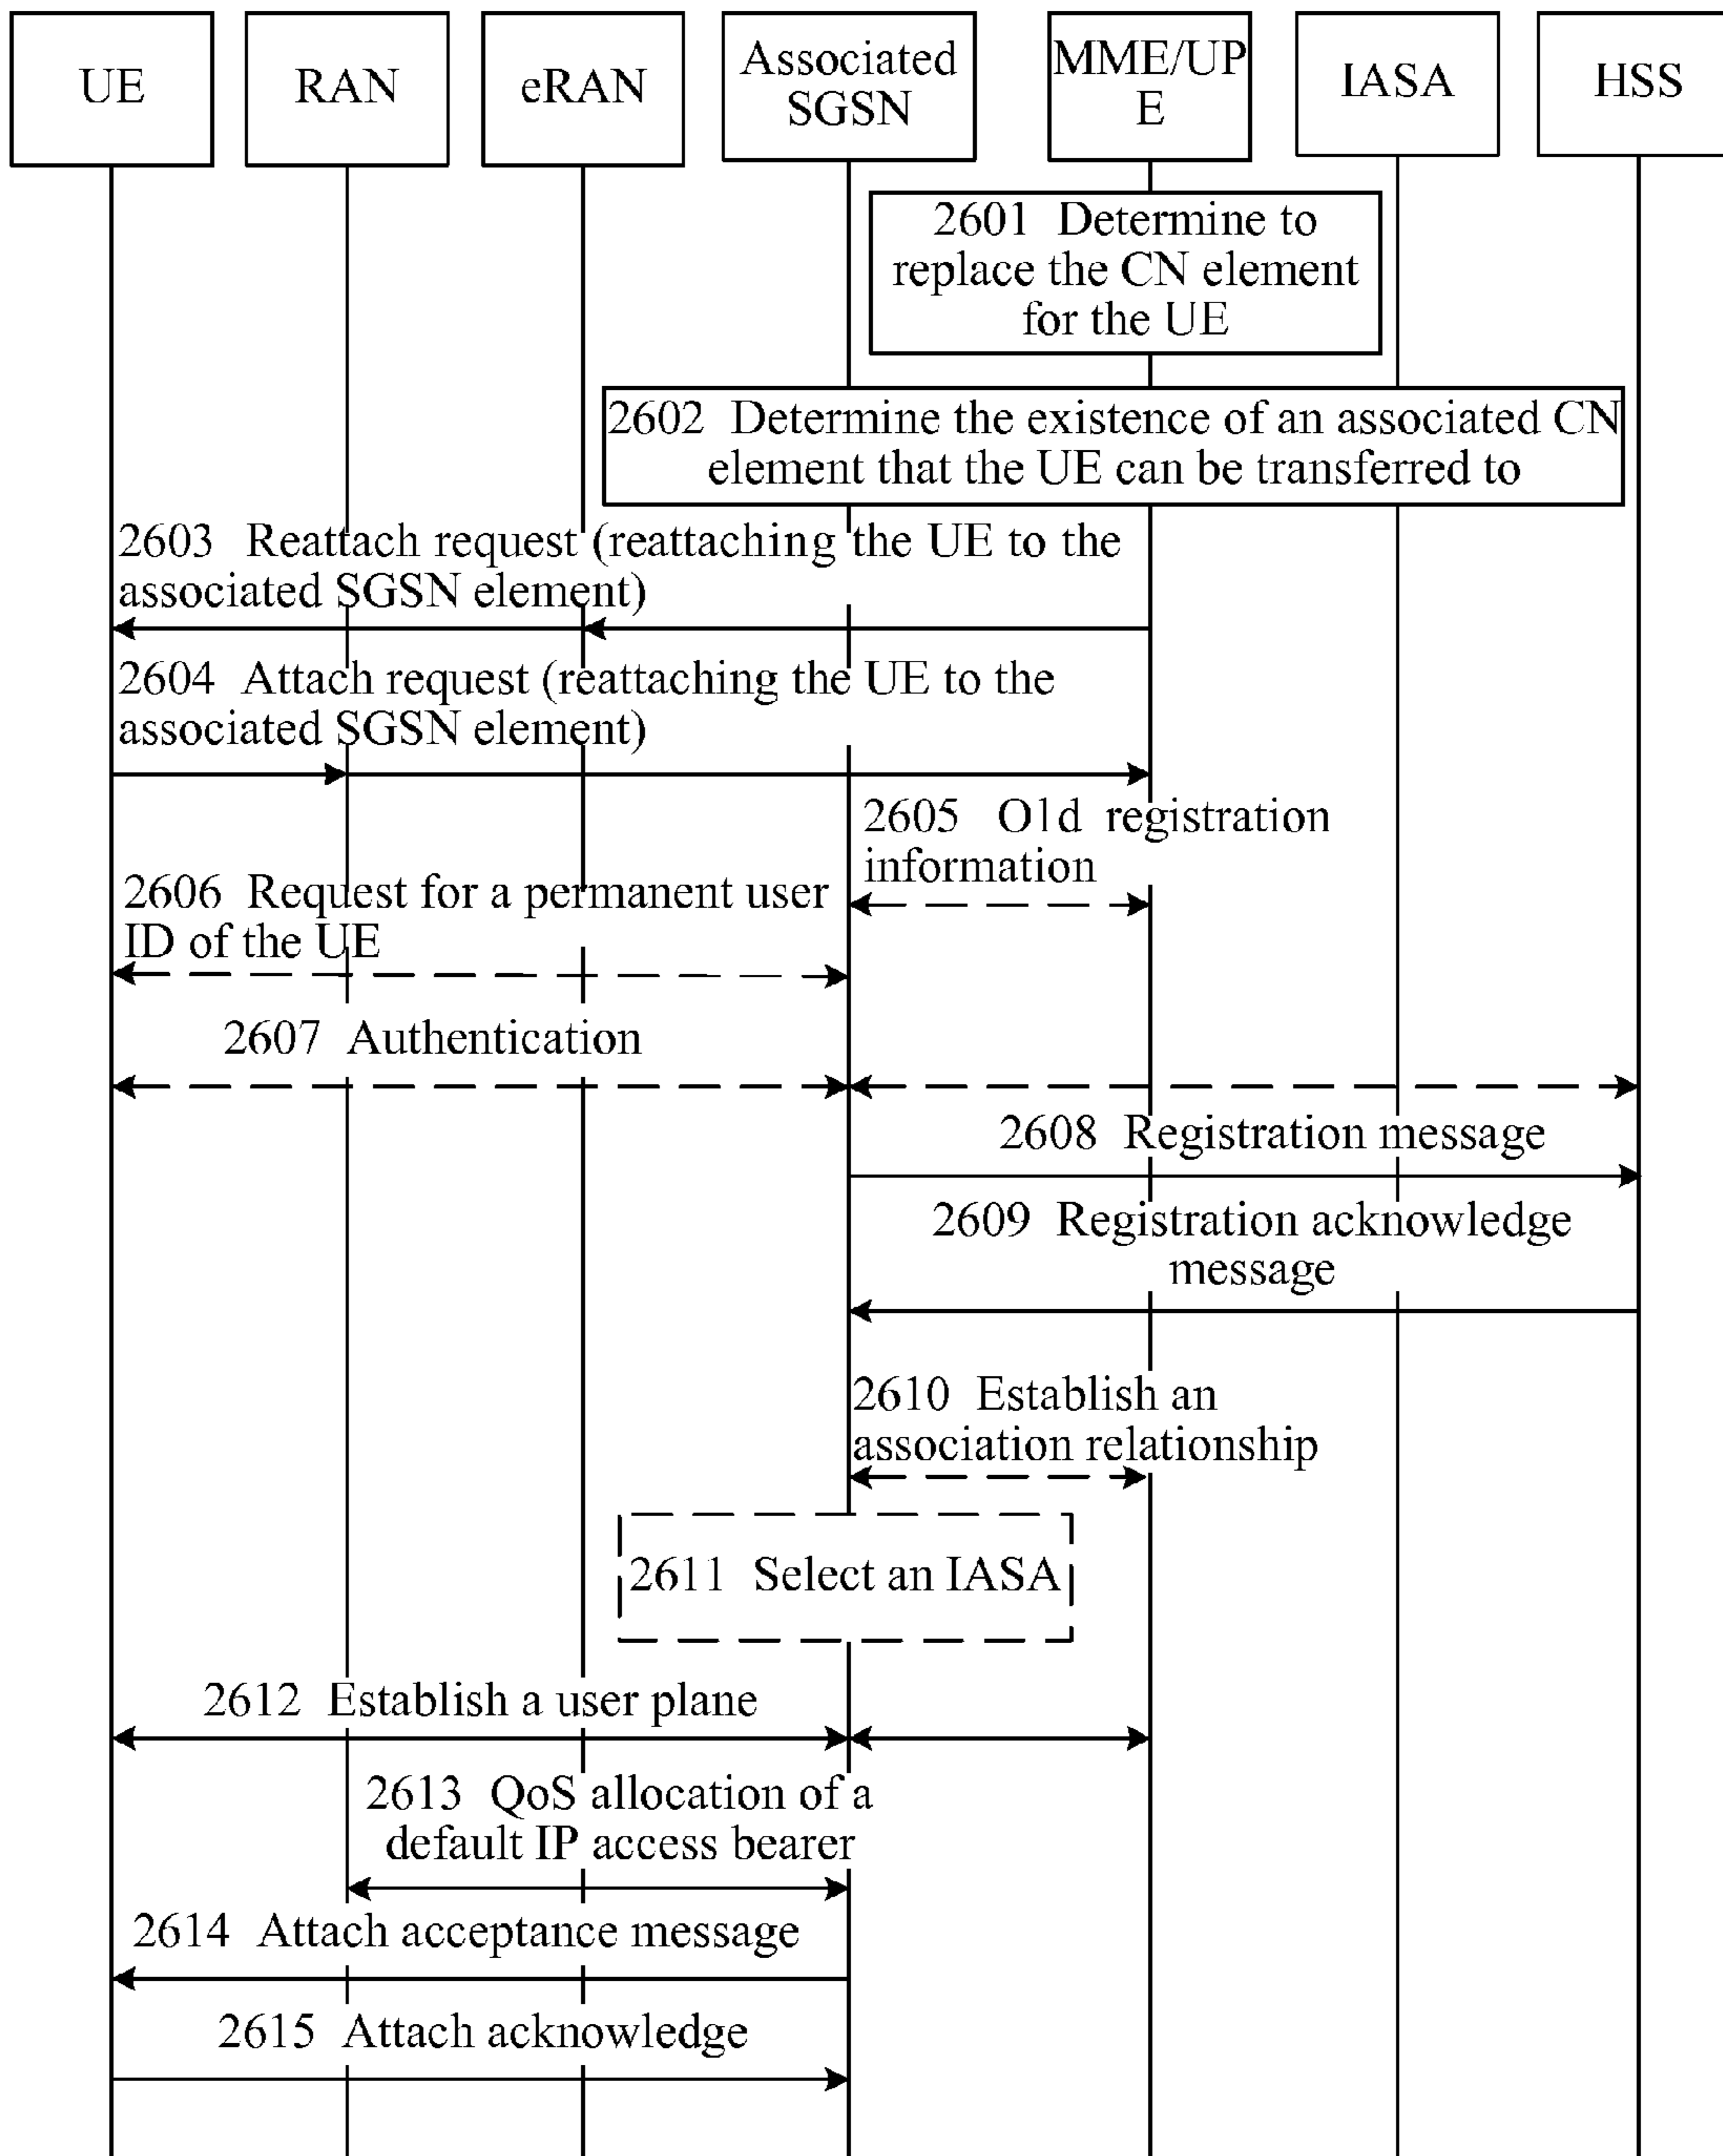 UE
RAN
eRAN
Associated
SGSN
MME/UP
E
IASA
HSS
2601 Determine to
replace the CN element
for the UE
2602 Determine the existence of an associated CN
element that the UE can be transferred to
2603 Reattach request (reattaching the UE to the
associated SGSN element)
2604 Attach request (reattaching the UE to the
associated SGSN element)
2605 Old registration
information
2606 Request for a permanent user
ID of the UE
2607 Authentication
2608 Registration message
2609 Registration acknowledge
message
2610 Establish an
association relationship
2611 Select an IASA
2612 Establish a user plane
2613 QoS allocation of a
default IP access bearer
2614 Attach acceptance message
2615 Attach acknowledge